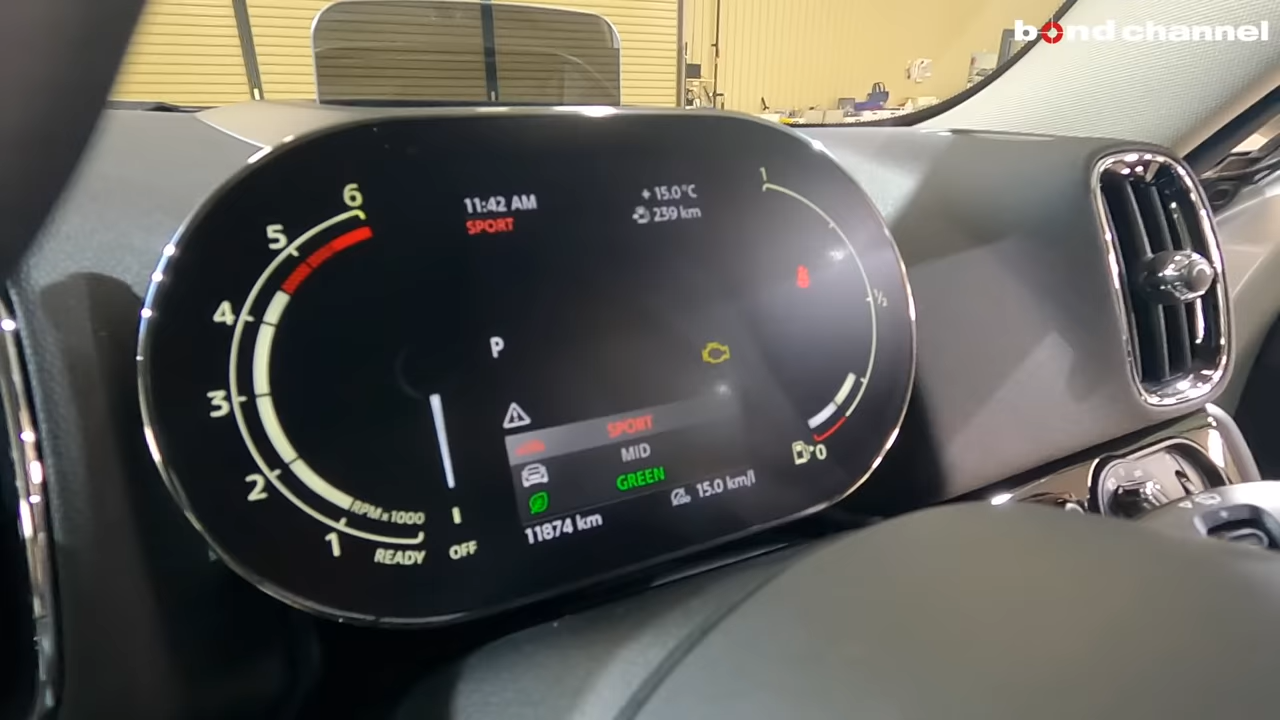 bond channel
11:42 AM
SPORT
+ 15.0°C
239 km
6
5
4
3
2
1
RPM x1000
READY
OFF
P
SPORT
MID
GREEN
15.0 km/l
11874 km
1
½
0